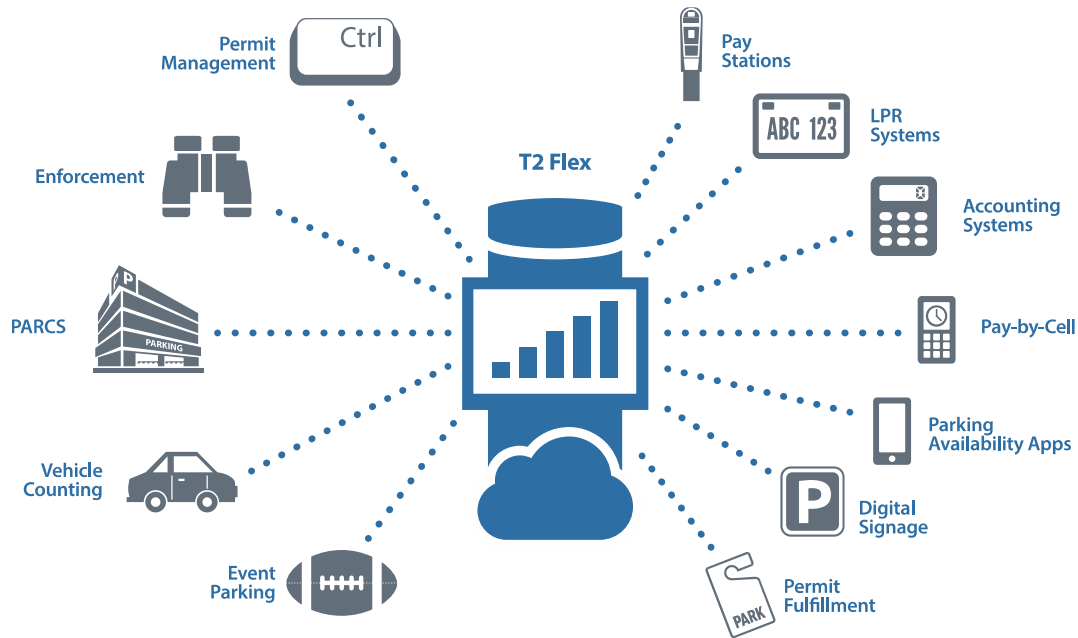 Permit
Management
Ctrl
Pay
Stations
ABC 123
LPR
Systems
T2 Flex
Enforcement
Accounting
Systems
P
PARCS
PARKING
Pay-by-Cell
Parking
Availability Apps
Vehicle
Counting
P
Digital
Signage
Event
Parking
PARK
Permit
Fulfillment